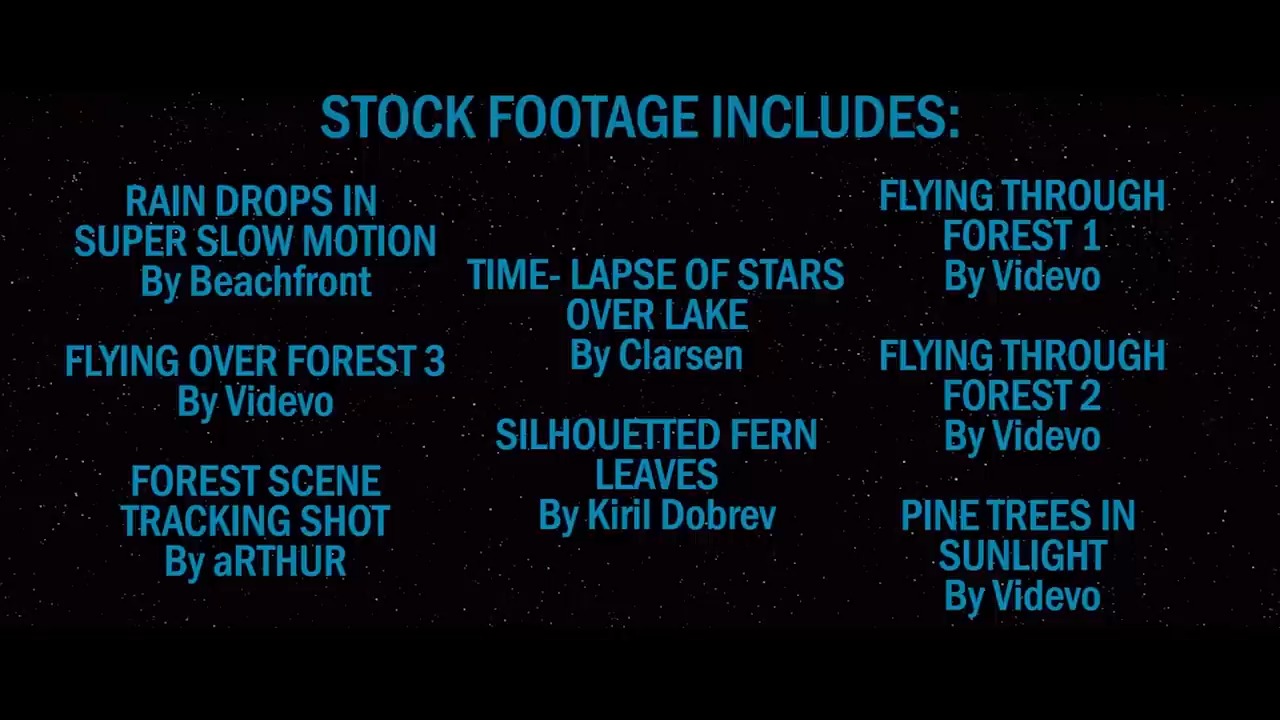 STOCK FOOTAGE INCLUDES:
RAIN DROPS IN
SUPER SLOW MOTION
By Beachfront
FLYING OVER FOREST 3
By Videvo
FOREST SCENE
TRACKING SHOT
By aRTHUR
TIME- LAPSE OF STARS
OVER LAKE
By Clarsen
SILHOUETTED FERN
LEAVES
By Kiril Dobrev
FLYING THROUGH
FOREST 1
By Videvo
FLYING THROUGH
FOREST 2
By Videvo
PINE TREES IN
SUNLIGHT
By Videvo